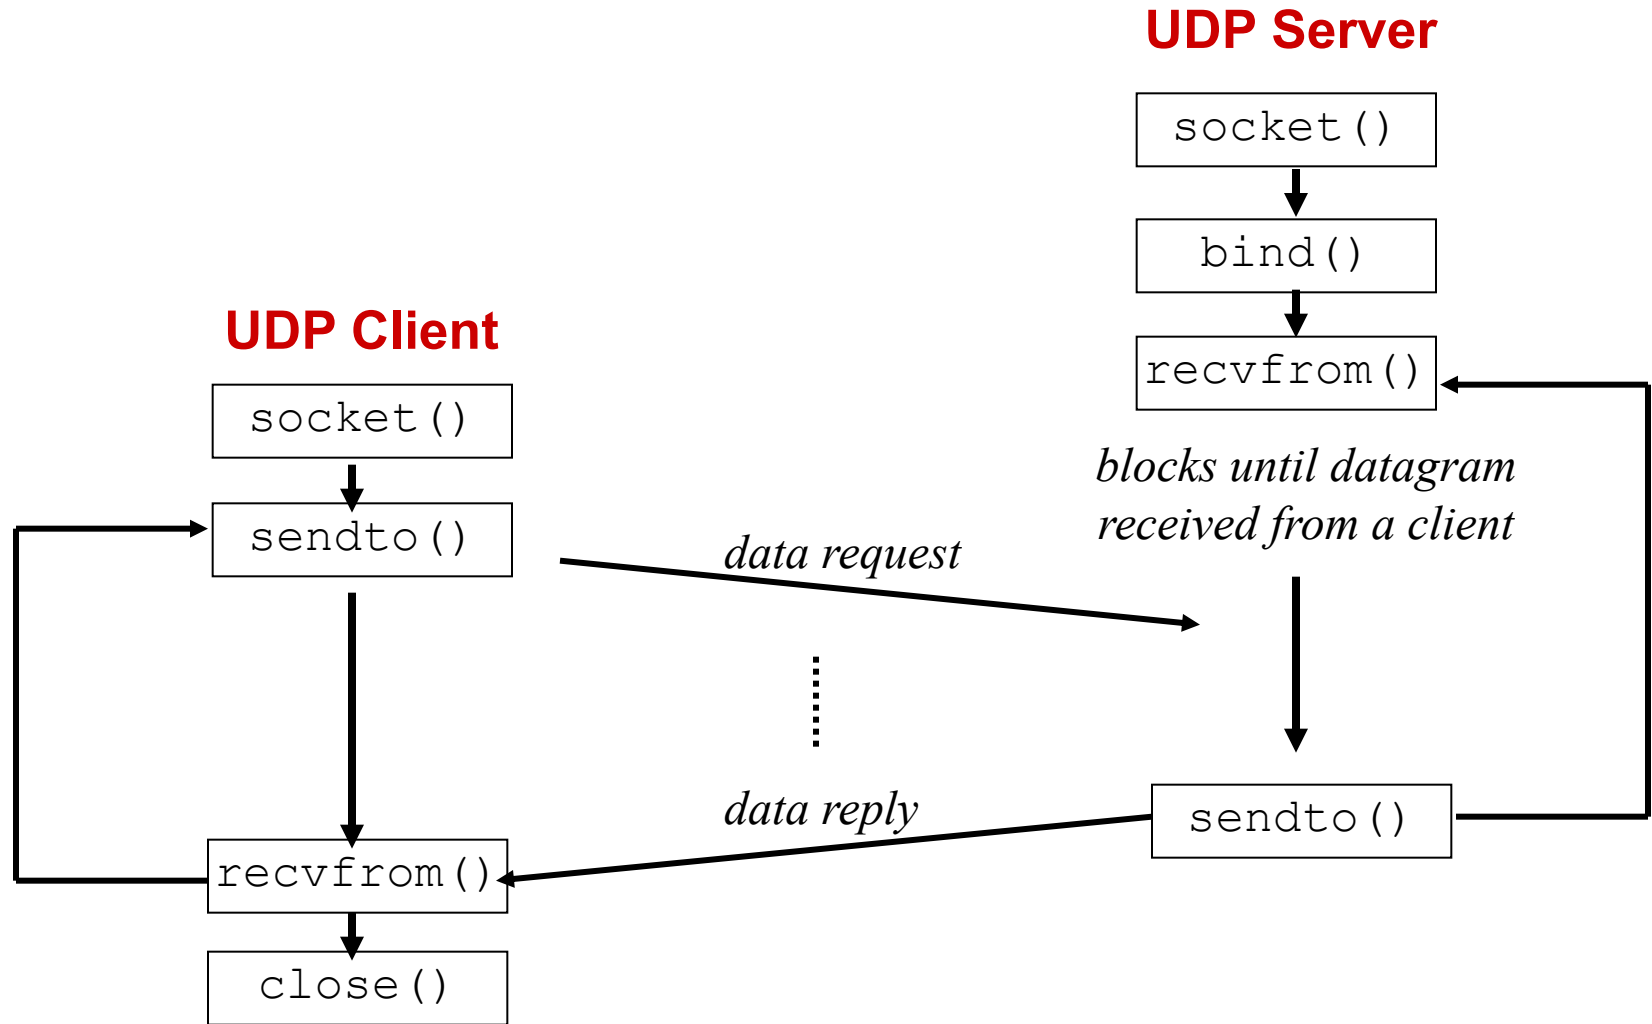 UDP Server
socket()
bind()
recvfrom()
blocks until datagram
received from a client
UDP Client
socket()
sendto()
data request
data reply
sendto()
recvfrom()
close()